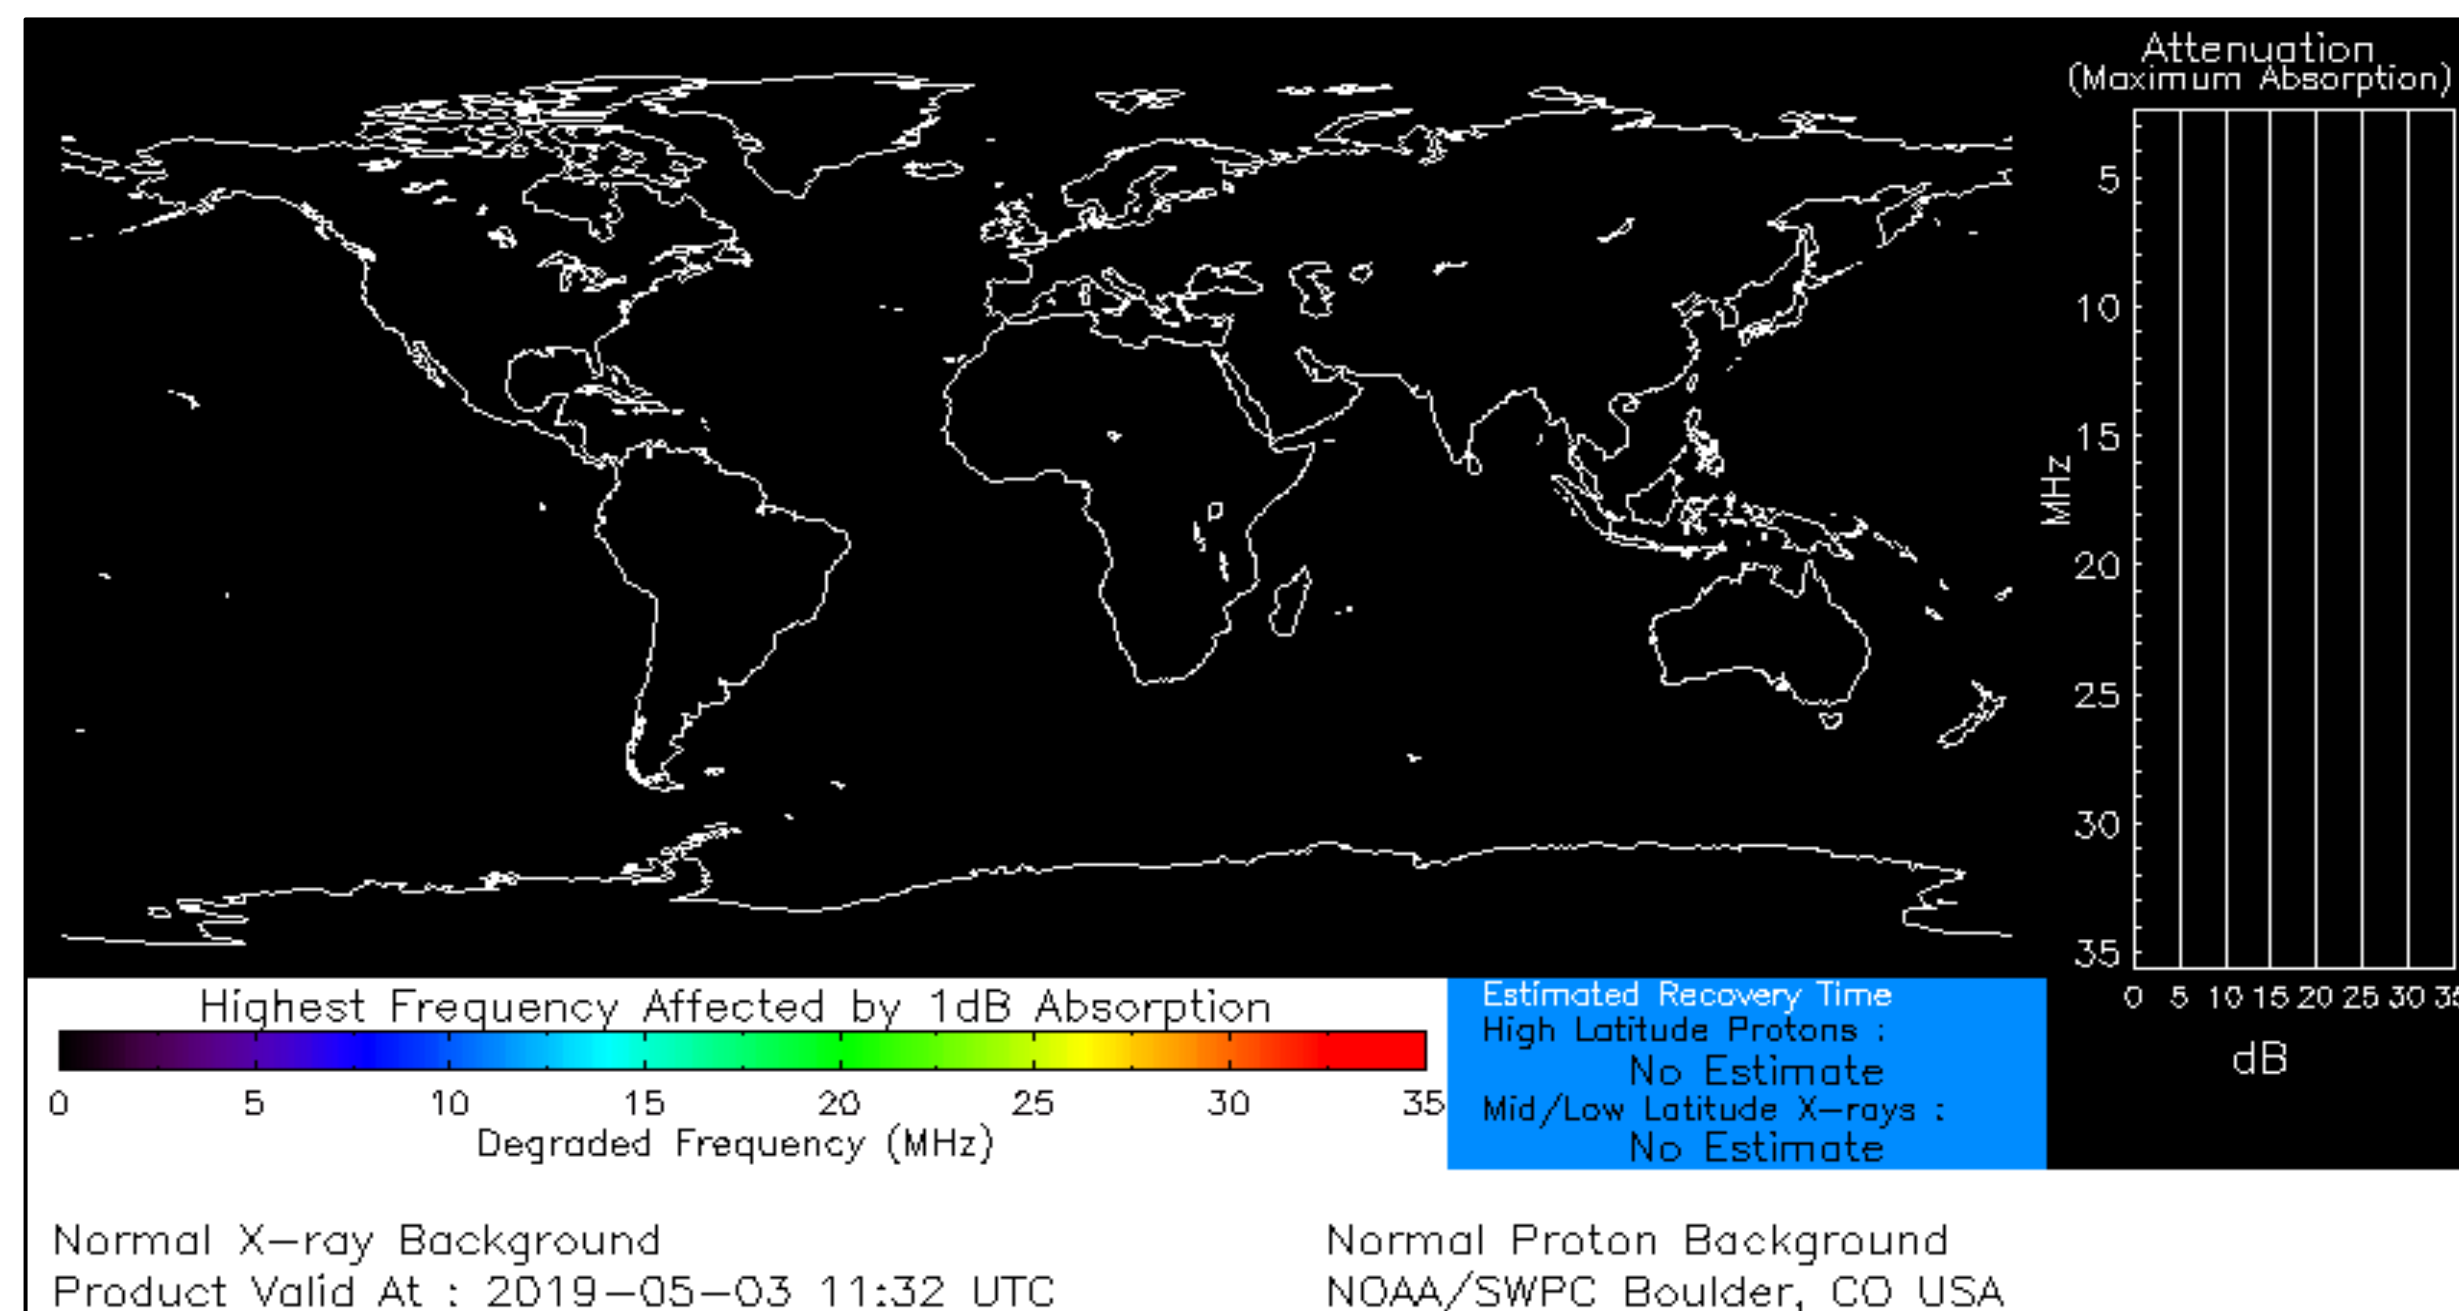 Attenuation
(Maximum Absorption)
5
10
15
20
25
30
35
MHz
0 5 10 15 20 25 30
dB
Highest Frequency Affected by 1dB Absorption
0 5 10 15 20 25 30 35
Degraded Frequency (MHz)
Estimated Recovery Time
High Latitude Protons :
No Estimate
Mid/Low Latitude X-rays :
No Estimate
Normal X-ray Background
Normal Proton Background
Product Valid At : 2019-05-03 11:32 UTC
NOAA/SWPC Boulder, CO USA